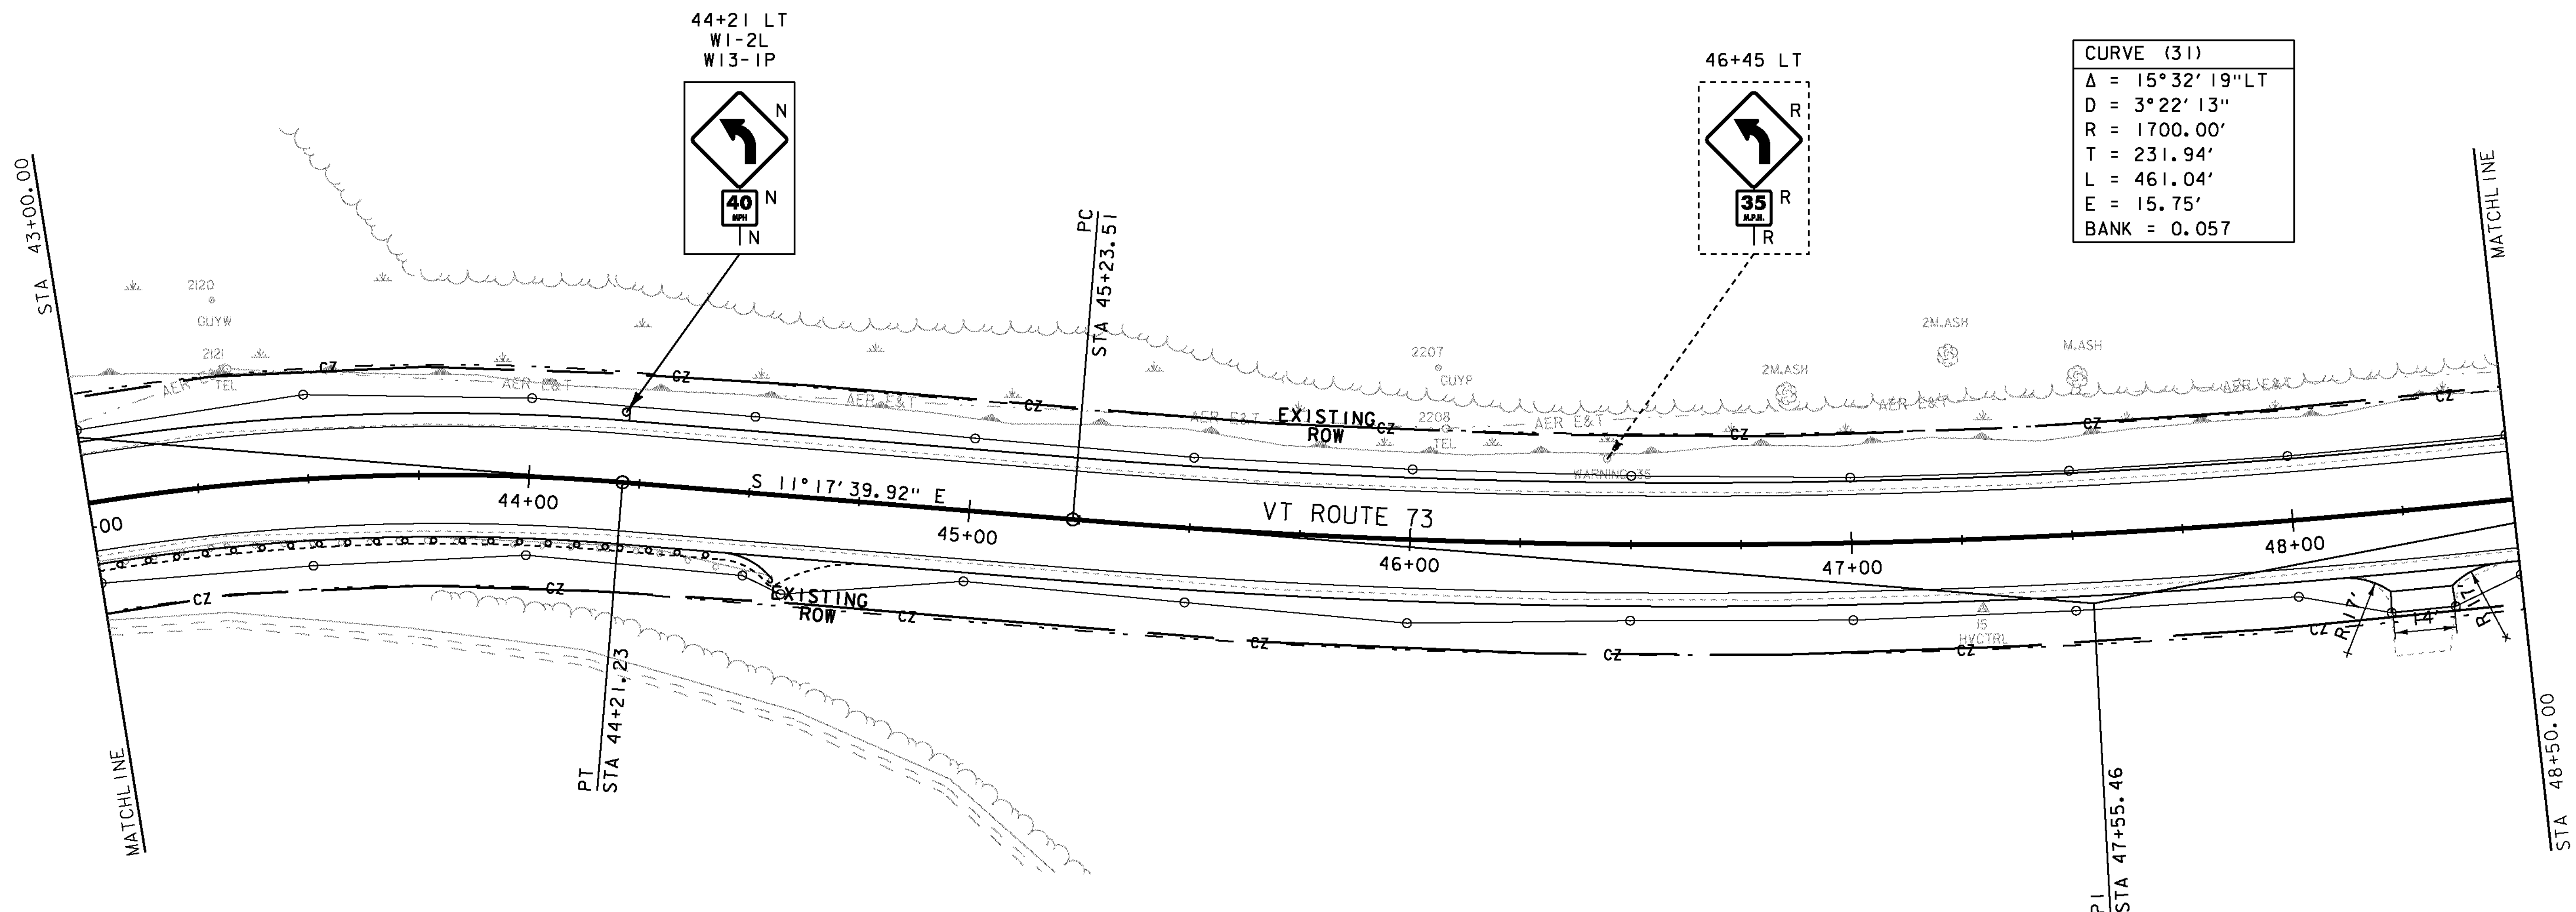 44+21 LT
W1-2L
W13-1P
N
N
40
MPH
N
46+45 LT
R
R
35
M.P.H.
R
CURVE (31)
Δ = 15°32'19"LT
D = 3°22'13"
R = 1700.00'
T = 231.94'
L = 461.04'
E = 15.75'
BANK = 0.057
STA 43+00.00
MATCHLINE
PC
STA 45+23.51
MATCHLINE
2120
GUYW
2121
TEL
AER E&T
CZ
AER E&T
CZ
AER E&T
CZ
AER E&T
EXISTING
ROW
CZ
2207
GUYP
2208
TEL
AER E&T
WARNING 35
CZ
2M.ASH
2M.ASH
M.ASH
AER E&T
AER E&T
CZ
CZ
00
44+00
S 11°17'39.92" E
45+00
VT ROUTE 73
46+00
47+00
48+00
CZ
CZ
EXISTING
ROW
CZ
CZ
CZ
CZ
15
HVCTRL
CZ
R 17'
14'
R 17'
PT
STA 44+21.23
PI
STA 47+55.46
STA 48+50.00